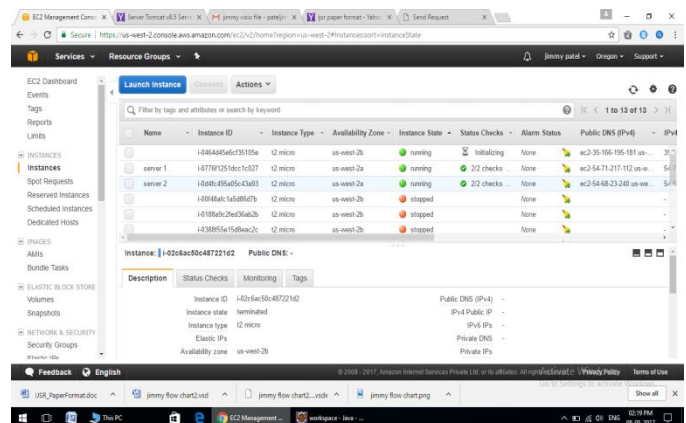 EC2 Management Cons
Server Tomcat v8.5 Serv
jimmy visio file - pateljir
ijsr paper format - Yahoo
Send Request
Secure https://us-west-2.console.aws.amazon.com/ec2/v2/home?region=us-west-2#Instances:sort=instanceState
Services Resource Groups jimmy patel Oregon Support
EC2 Dashboard
Events
Tags
Reports
Limits
INSTANCES
Instances
Spot Requests
Reserved Instances
Scheduled Instances
Dedicated Hosts
IMAGES
AMIs
Bundle Tasks
ELASTIC BLOCK STORE
Volumes
Snapshots
NETWORK & SECURITY
Security Groups
Elastic IPs
Launch Instance Connect Actions
Filter by tags and attributes or search by keyword 1 to 13 of 13
Name Instance ID Instance Type Availability Zone Instance State Status Checks Alarm Status Public DNS (IPv4) IPv4
i-0464d45e6cf35105e t2.micro us-west-2b running Initializing None ec2-35-166-195-181.us-...
server 1 i-0776f1251dcc1c027 t2.micro us-west-2a running 2/2 checks ... None ec2-54-71-217-112.us-w...
server 2 i-0d4fc495a05c43a93 t2.micro us-west-2a running 2/2 checks ... None ec2-54-68-23-240.us-we...
t2.micro us-west-2b stopped None
i-0188a9c2fed36ab2b t2.micro us-west-2b stopped None
i-0388f55e15d8eac2c t2.micro us-west-2b stopped None
Instance: i-02c6ac50c487221d2 Public DNS: -
Description Status Checks Monitoring Tags
Instance ID i-02c6ac50c487221d2 Public DNS (IPv4) -
Instance state terminated IPv4 Public IP -
Instance type t2.micro IPv6 IPs -
Elastic IPs Private DNS -
Availability zone us-west-2b Private IPs
Feedback English © 2008 - 2017, Amazon Internet Services Private Ltd. or its affiliates. All rights Privacy Policy Terms of Use
Activate Windows
Go to Settings to activate Windows.
USR_PaperFormat.doc jimmy flow chart2.vsd jimmy flow chart2....vsdx jimmy flow chart.png Show all
This PC EC2 Management ... workspace - Java - ... ENG 02:19 PM
08-05-2017